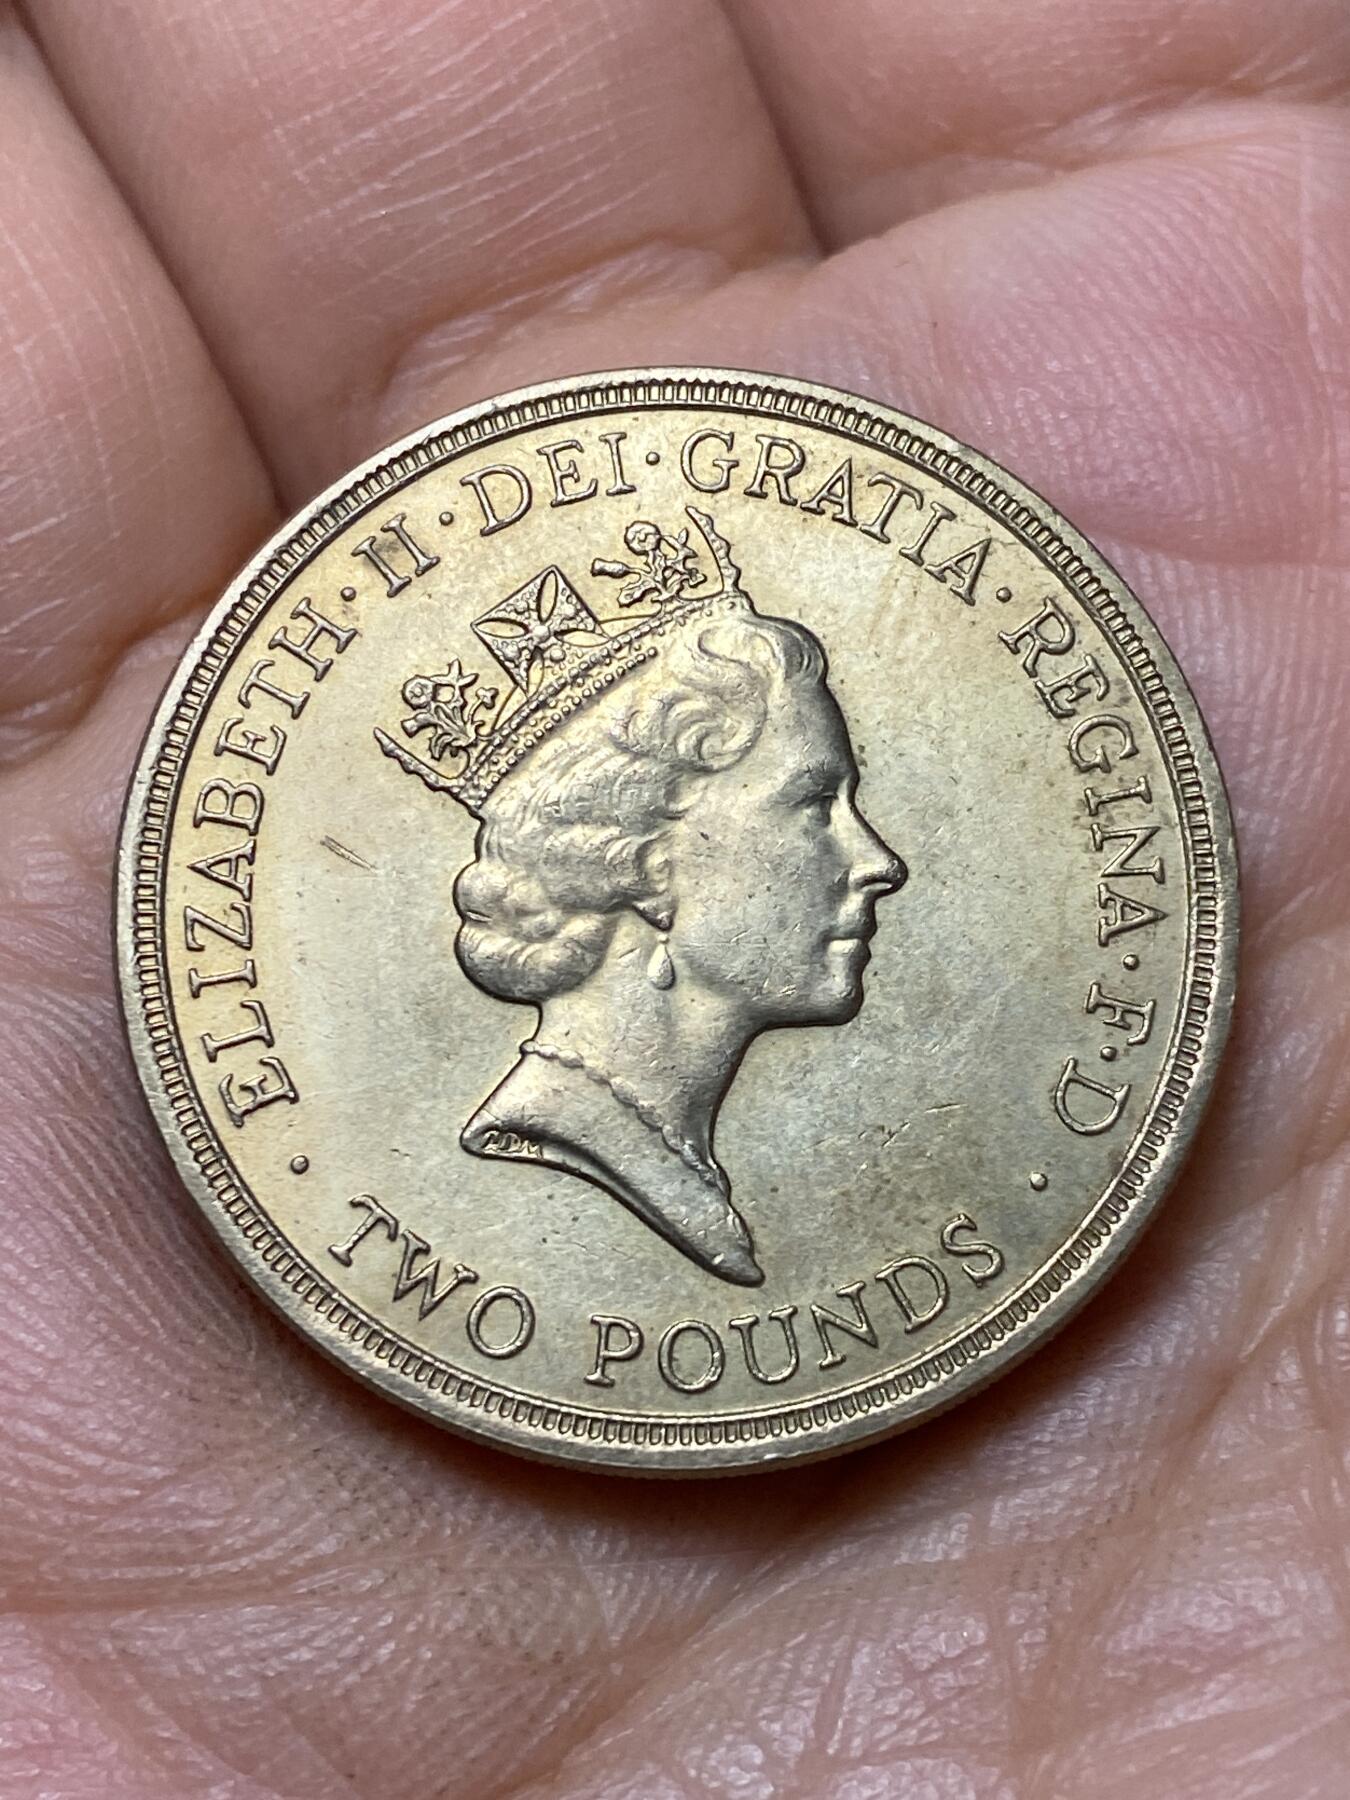 · ELIZABETH · II · DEI · GRATIA · REGINA · F · D ·
TWO POUNDS
RDM